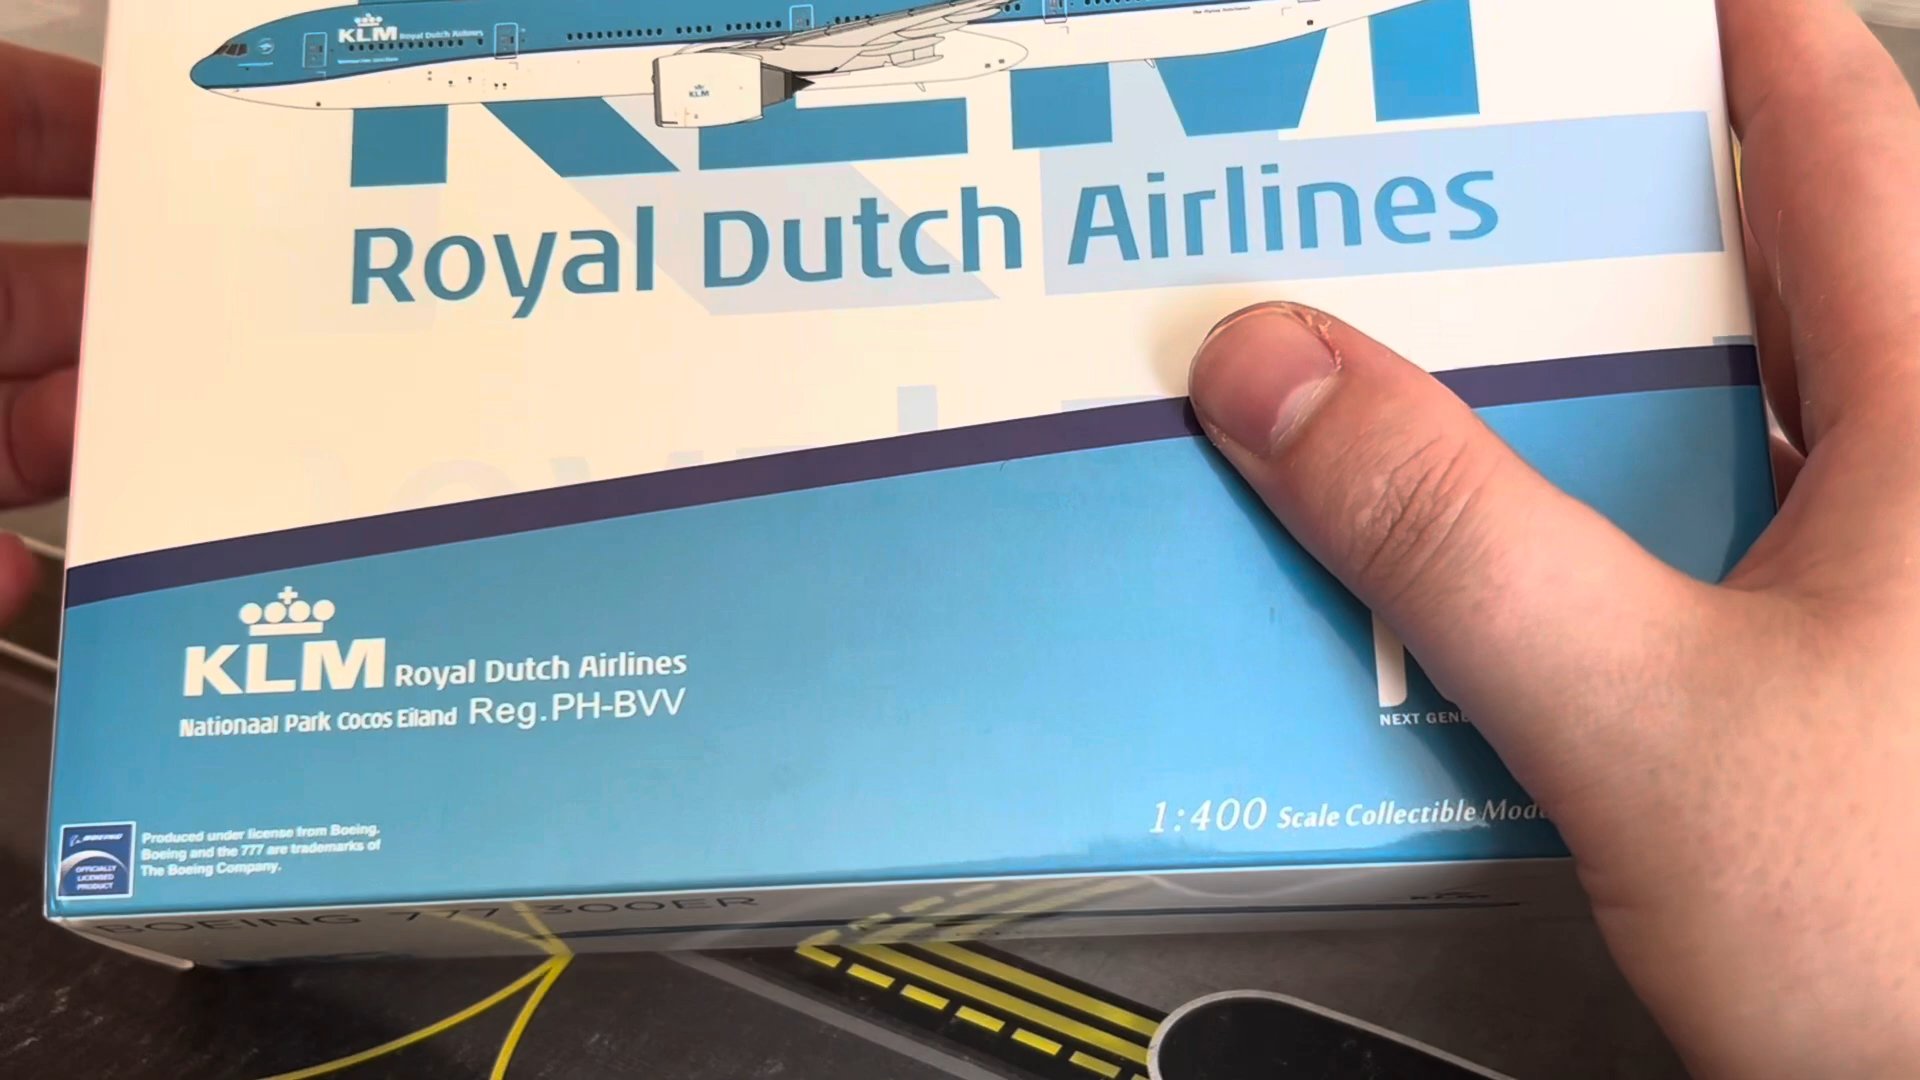 KLM Royal Dutch Airlines
KLM
KLM
Royal Dutch Airlines
KLM Royal Dutch Airlines
Nationaal Park Cocos Eiland Reg.PH-BVV
NEXT
1:400 Scale Collectible
BOEING
OFFICIALLY
LICENSED
PRODUCT
Produced under license from Boeing.
Boeing and the 777 are trademarks of
The Boeing Company.
BOEING 777-300ER